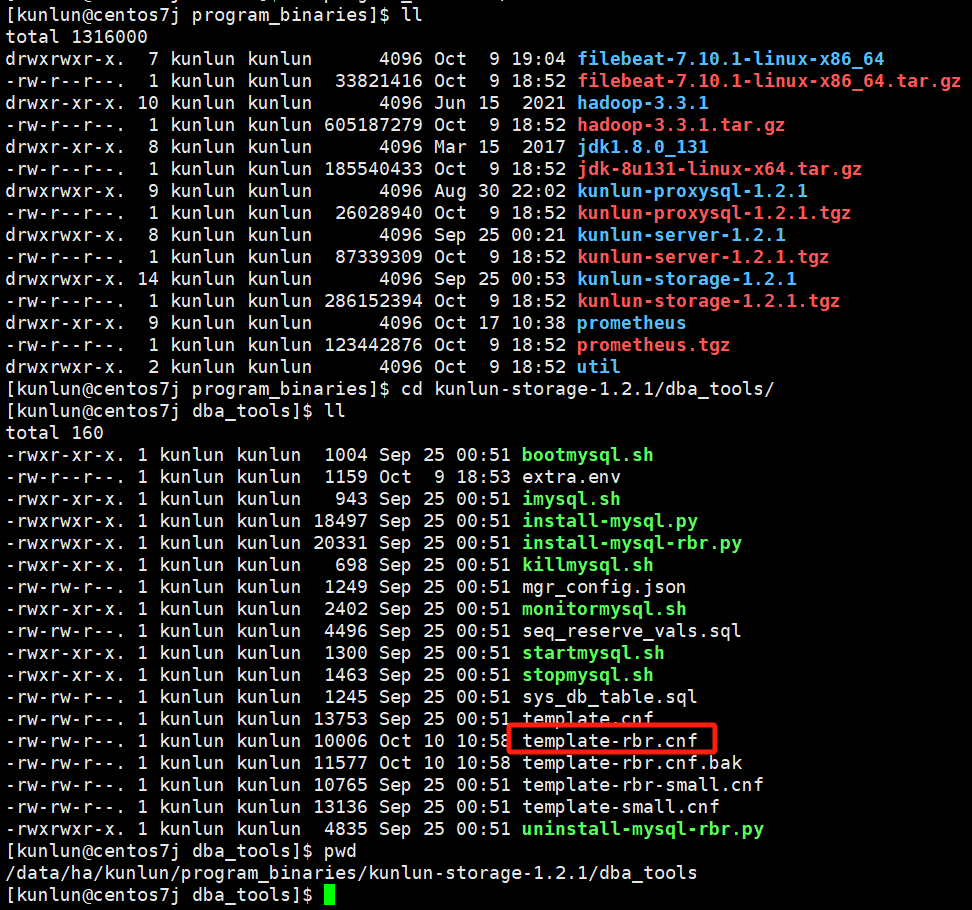 [kunlun@centos7j program_binaries]$ ll
total 1316000
drwxrwxr-x.  7 kunlun kunlun      4096 Oct  9 19:04 filebeat-7.10.1-linux-x86_64
-rw-r--r--.  1 kunlun kunlun  33821416 Oct  9 18:52 filebeat-7.10.1-linux-x86_64.tar.gz
drwxr-xr-x. 10 kunlun kunlun      4096 Jun 15  2021 hadoop-3.3.1
-rw-r--r--.  1 kunlun kunlun 605187279 Oct  9 18:52 hadoop-3.3.1.tar.gz
drwxr-xr-x.  8 kunlun kunlun      4096 Mar 15  2017 jdk1.8.0_131
-rw-r--r--.  1 kunlun kunlun 185540433 Oct  9 18:52 jdk-8u131-linux-x64.tar.gz
drwxrwxr-x.  9 kunlun kunlun      4096 Aug 30 22:02 kunlun-proxysql-1.2.1
-rw-r--r--.  1 kunlun kunlun  26028940 Oct  9 18:52 kunlun-proxysql-1.2.1.tgz
drwxrwxr-x.  8 kunlun kunlun      4096 Sep 25 00:21 kunlun-server-1.2.1
-rw-r--r--.  1 kunlun kunlun  87339309 Oct  9 18:52 kunlun-server-1.2.1.tgz
drwxrwxr-x. 14 kunlun kunlun      4096 Sep 25 00:53 kunlun-storage-1.2.1
-rw-r--r--.  1 kunlun kunlun 286152394 Oct  9 18:52 kunlun-storage-1.2.1.tgz
drwxr-xr-x.  9 kunlun kunlun      4096 Oct 17 10:38 prometheus
-rw-r--r--.  1 kunlun kunlun 123442876 Oct  9 18:52 prometheus.tgz
drwxrwxr-x.  2 kunlun kunlun      4096 Oct  9 18:52 util
[kunlun@centos7j program_binaries]$ cd kunlun-storage-1.2.1/dba_tools/
[kunlun@centos7j dba_tools]$ ll
total 160
-rwxr-xr-x. 1 kunlun kunlun  1004 Sep 25 00:51 bootmysql.sh
-rw-rw-r--. 1 kunlun kunlun  1159 Oct  9 18:53 extra.env
-rwxr-xr-x. 1 kunlun kunlun   943 Sep 25 00:51 imysql.sh
-rwxr-xr-x. 1 kunlun kunlun 18497 Sep 25 00:51 install-mysql.py
-rwxr-xr-x. 1 kunlun kunlun 20331 Sep 25 00:51 install-mysql-rbr.py
-rwxr-xr-x. 1 kunlun kunlun   698 Sep 25 00:51 killmysql.sh
-rw-rw-r--. 1 kunlun kunlun  1249 Sep 25 00:51 mgr_config.json
-rwxr-xr-x. 1 kunlun kunlun  2402 Sep 25 00:51 monitormysql.sh
-rw-rw-r--. 1 kunlun kunlun  4496 Sep 25 00:51 seq_reserve_vals.sql
-rwxr-xr-x. 1 kunlun kunlun  1300 Sep 25 00:51 startmysql.sh
-rwxr-xr-x. 1 kunlun kunlun  1463 Sep 25 00:51 stopmysql.sh
-rw-rw-r--. 1 kunlun kunlun  1245 Sep 25 00:51 sys_db_table.sql
-rw-rw-r--. 1 kunlun kunlun 13753 Sep 25 00:51 template.cnf
-rw-rw-r--. 1 kunlun kunlun 10006 Oct 10 10:58 template-rbr.cnf
-rw-rw-r--. 1 kunlun kunlun 11577 Oct 10 10:58 template-rbr.cnf.bak
-rw-rw-r--. 1 kunlun kunlun 10765 Sep 25 00:51 template-rbr-small.cnf
-rw-rw-r--. 1 kunlun kunlun 13136 Sep 25 00:51 template-small.cnf
-rwxrwxr-x. 1 kunlun kunlun  4835 Sep 25 00:51 uninstall-mysql-rbr.py
[kunlun@centos7j dba_tools]$ pwd
/data/ha/kunlun/program_binaries/kunlun-storage-1.2.1/dba_tools
[kunlun@centos7j dba_tools]$